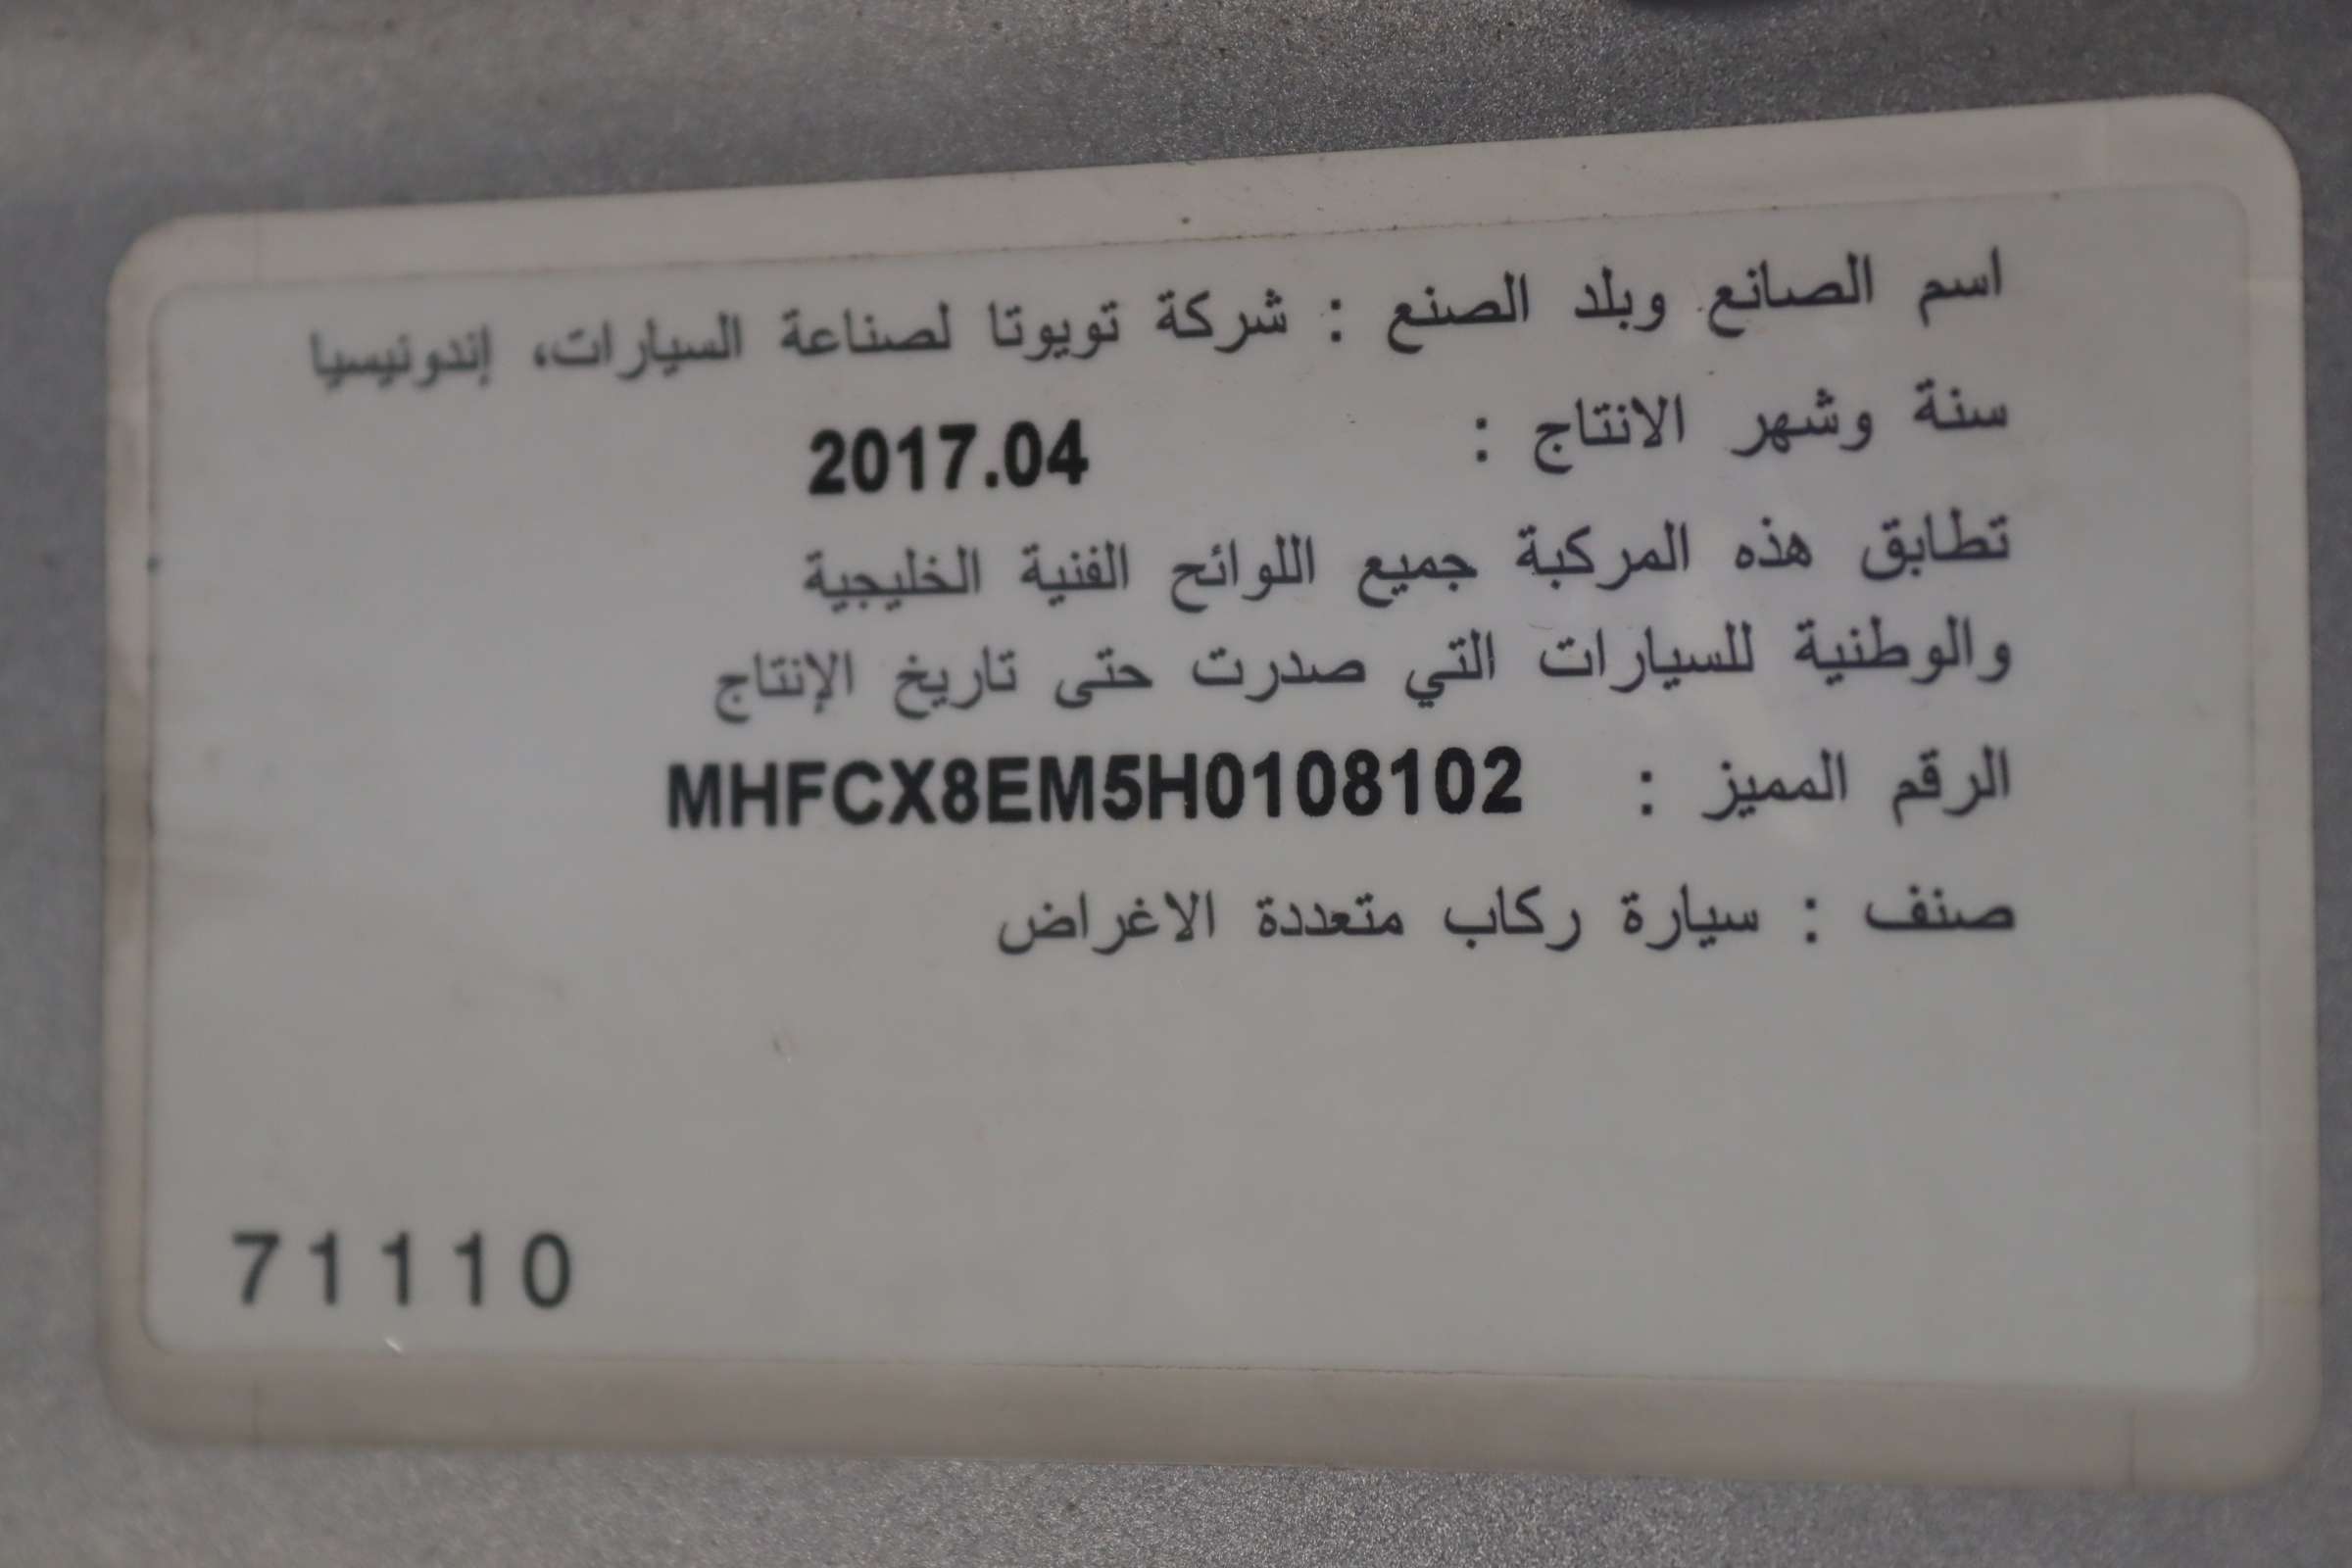 اسم الصانع وبلد الصنع : شركة تويوتا لصناعة السيارات، إندونيسيا
سنة وشهر الانتاج : 2017.04
تطابق هذه المركبة جميع اللوائح الفنية الخليجية
والوطنية للسيارات التي صدرت حتى تاريخ الإنتاج
الرقم المميز : MHFCX8EM5H0108102
صنف : سيارة ركاب متعددة الاغراض
71110